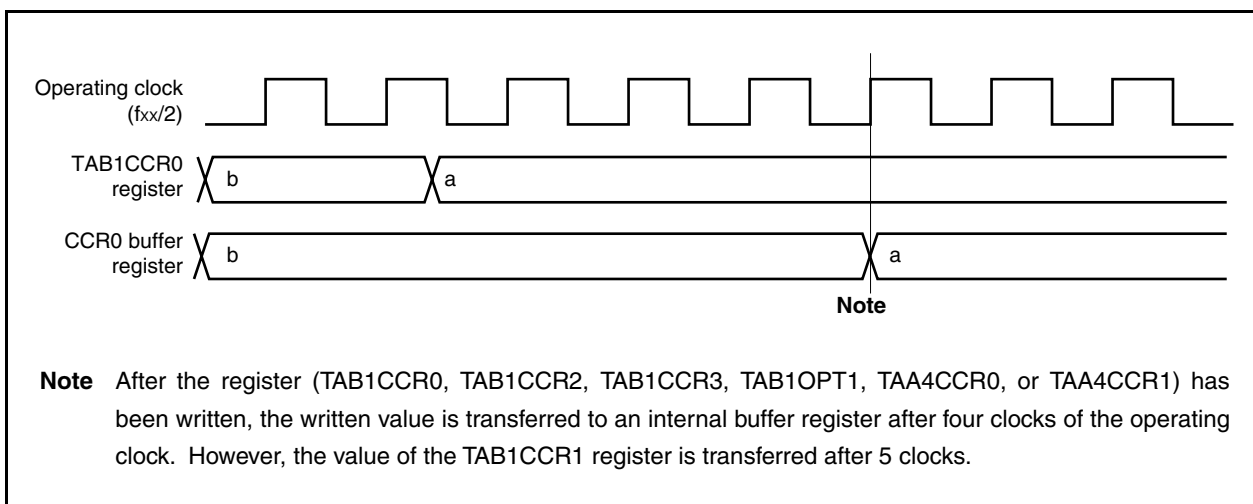 Operating clock
(fxx/2)
TAB1CCR0
register
b
a
CCR0 buffer
register
b
a
Note
Note After the register (TAB1CCR0, TAB1CCR2, TAB1CCR3, TAB1OPT1, TAA4CCR0, or TAA4CCR1) has
been written, the written value is transferred to an internal buffer register after four clocks of the operating
clock. However, the value of the TAB1CCR1 register is transferred after 5 clocks.